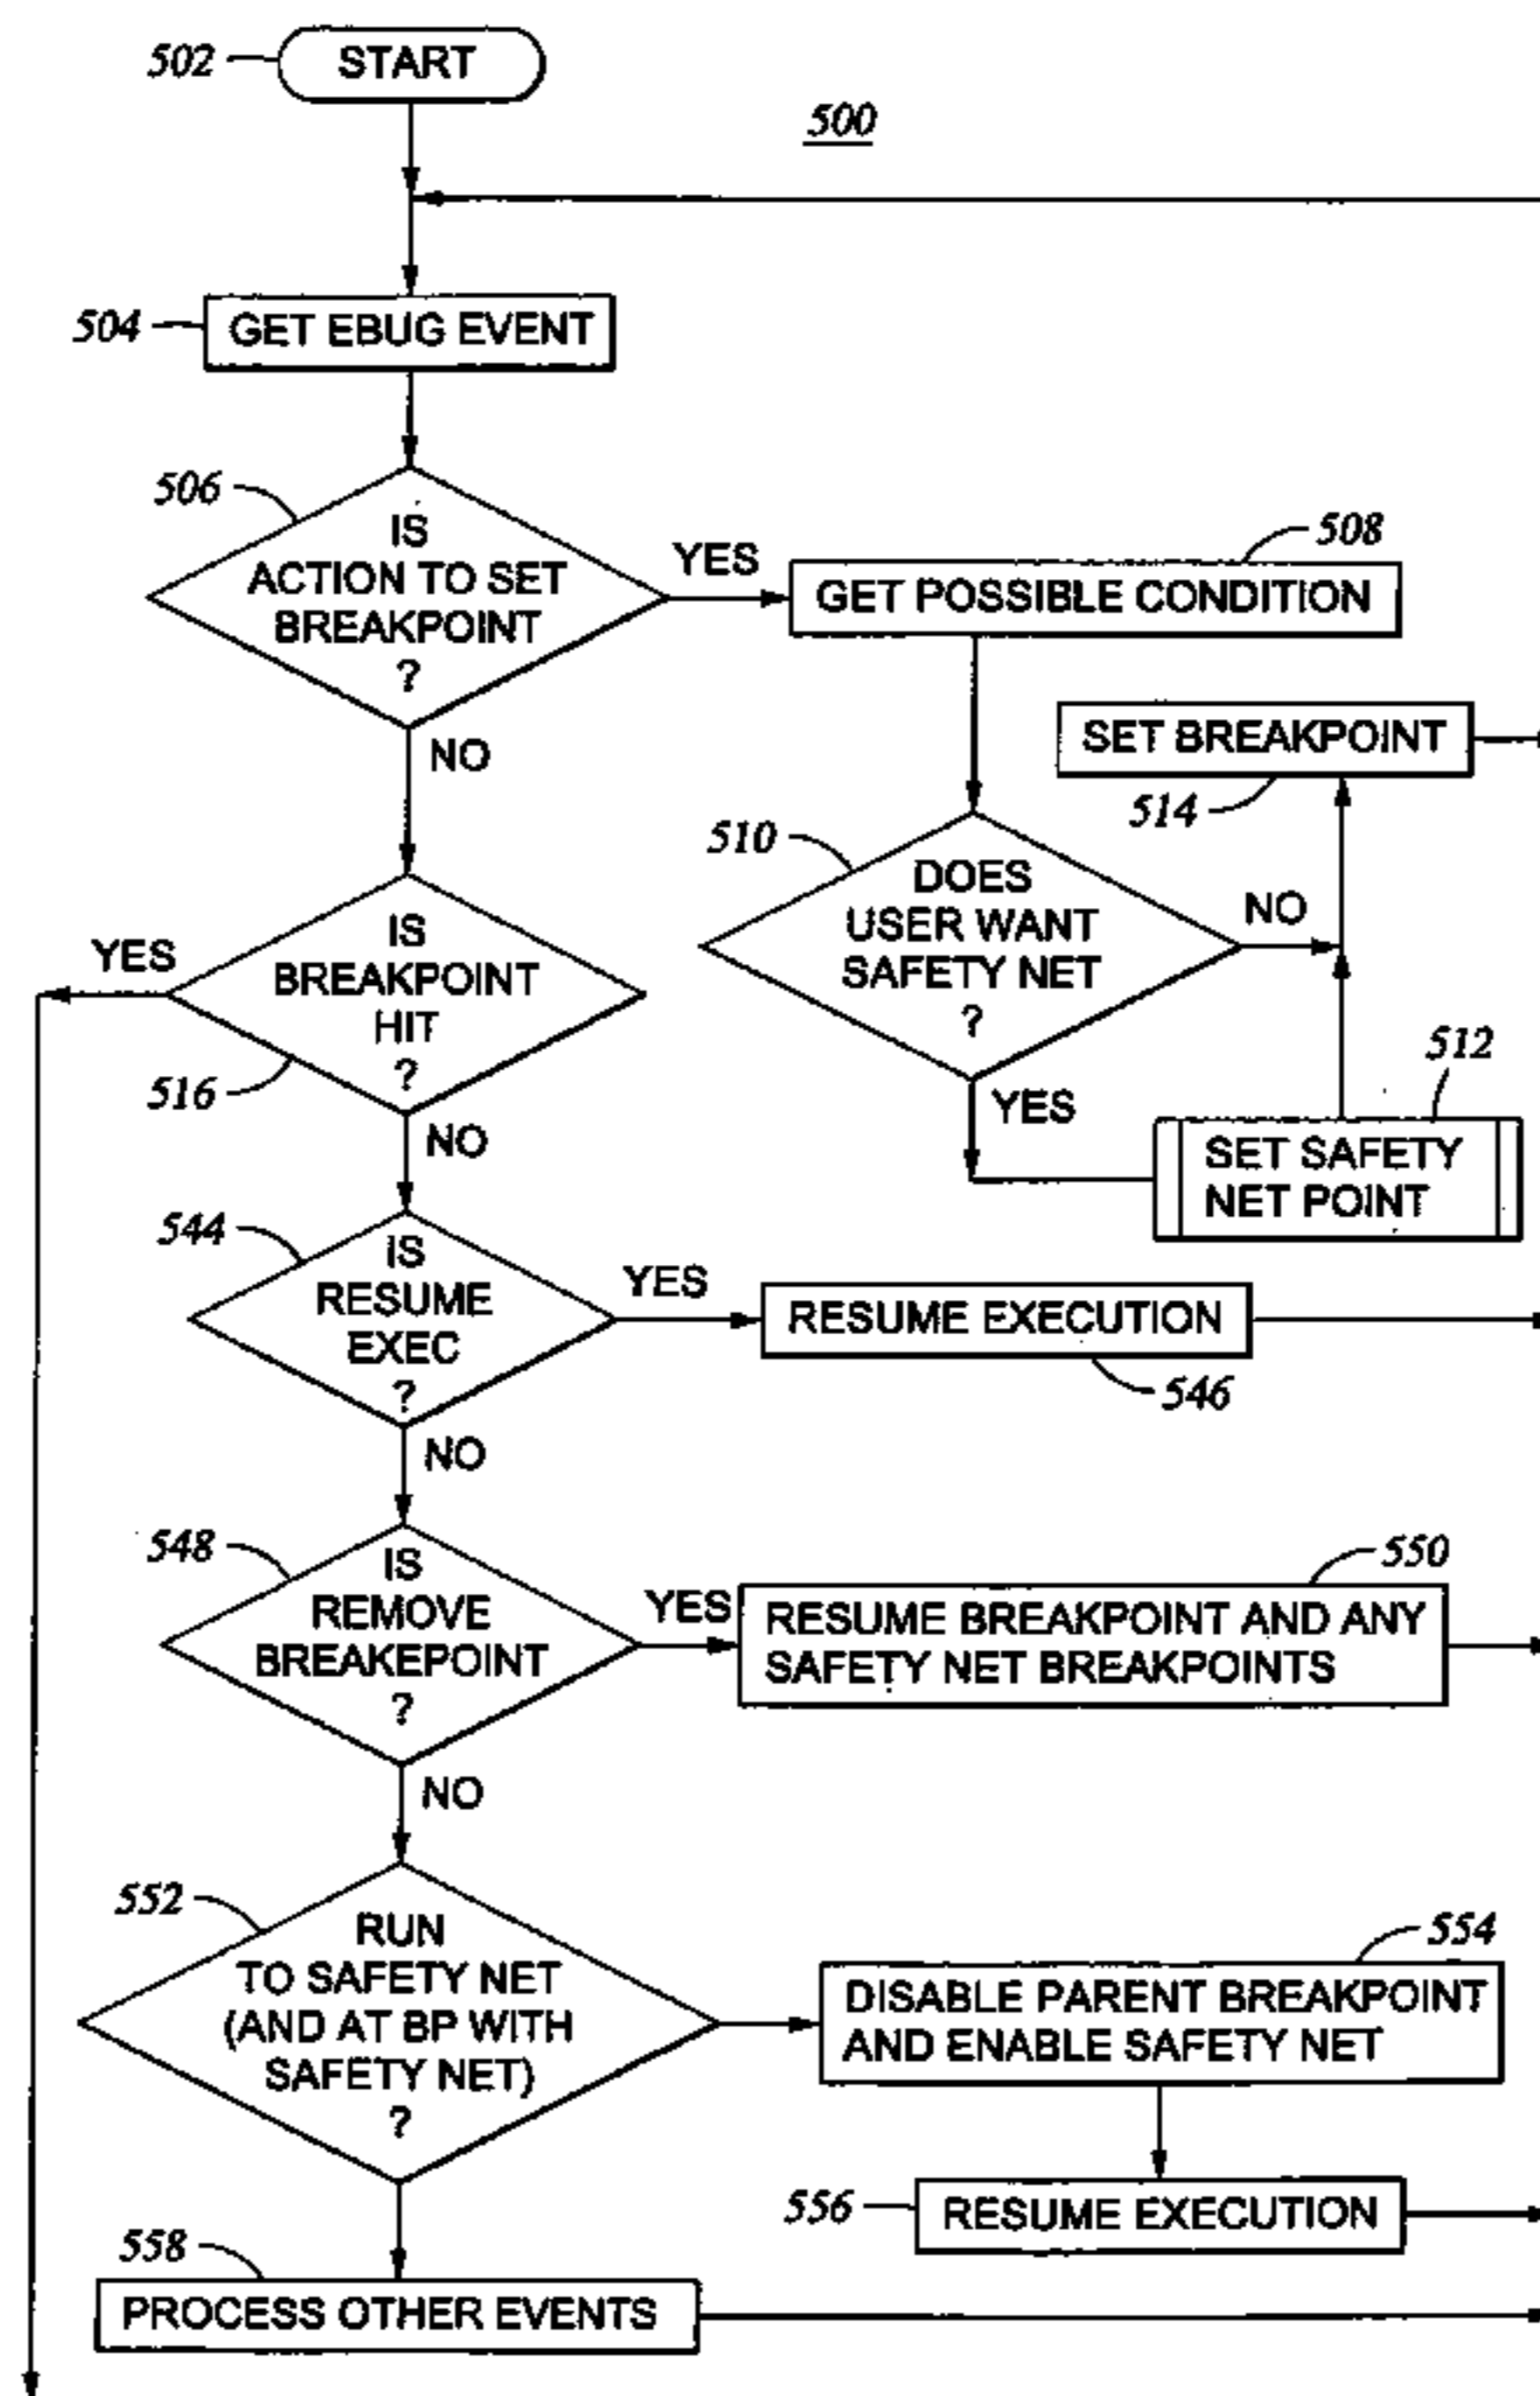 502
START
500
504
GET EBUG EVENT
506
IS
ACTION TO SET
BREAKPOINT
?
YES
508
GET POSSIBLE CONDITION
NO
SET BREAKPOINT
514
510
DOES
USER WANT
SAFETY NET
?
NO
YES
512
SET SAFETY
NET POINT
YES
IS
BREAKPOINT
HIT
?
516
NO
544
IS
RESUME
EXEC
?
YES
RESUME EXECUTION
546
NO
548
IS
REMOVE
BREAKEPOINT
?
YES
550
RESUME BREAKPOINT AND ANY
SAFETY NET BREAKPOINTS
NO
552
RUN
TO SAFETY NET
(AND AT BP WITH
SAFETY NET)
?
554
DISABLE PARENT BREAKPOINT
AND ENABLE SAFETY NET
556
RESUME EXECUTION
558
PROCESS OTHER EVENTS